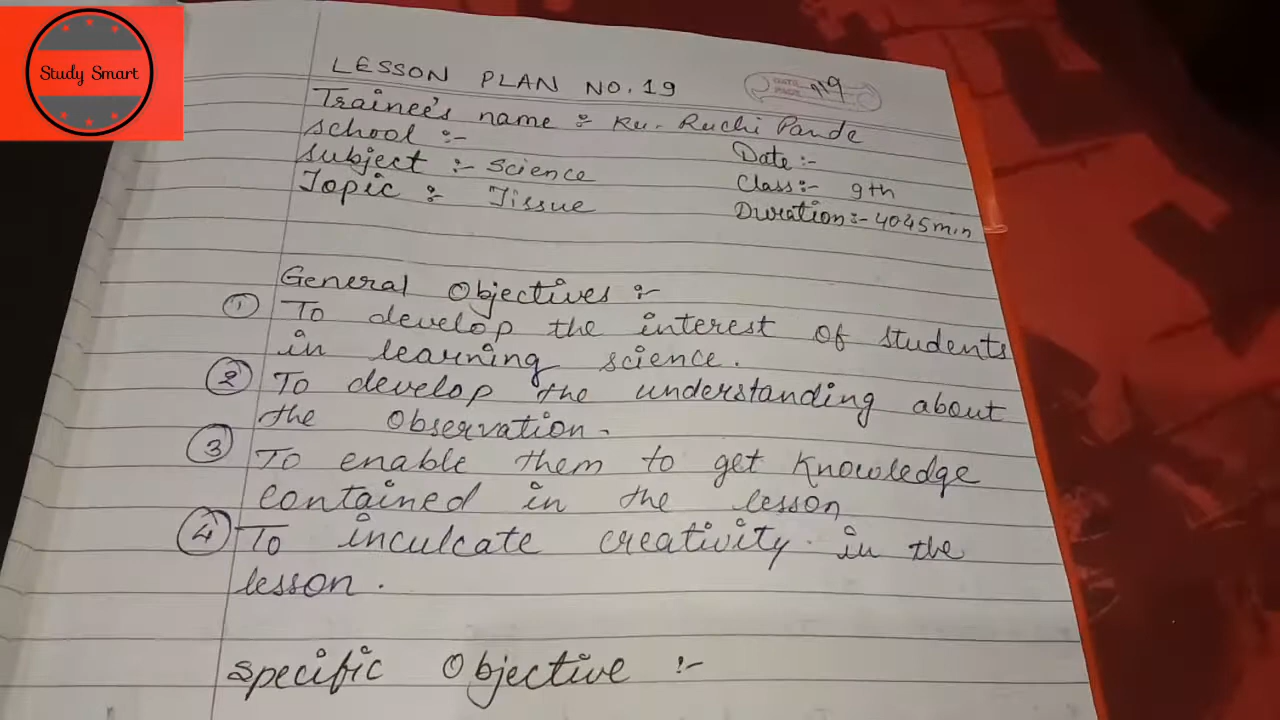 Study Smart
LESSON PLAN NO. 19
DATE
PAGE
Trainee's name :- Ku. Ruchi Pande
School :-
Date :-
Subject :- Science
Class :- 9th
Topic :- Tissue
Duration :- 4045min
General Objectives :-
① To develop the interest of students
in learning science.
② To develop the understanding about
the Observation.
③ To enable them to get Knowledge
contained in the lesson
④ To inculcate creativity in the
lesson.
Specific Objective :-